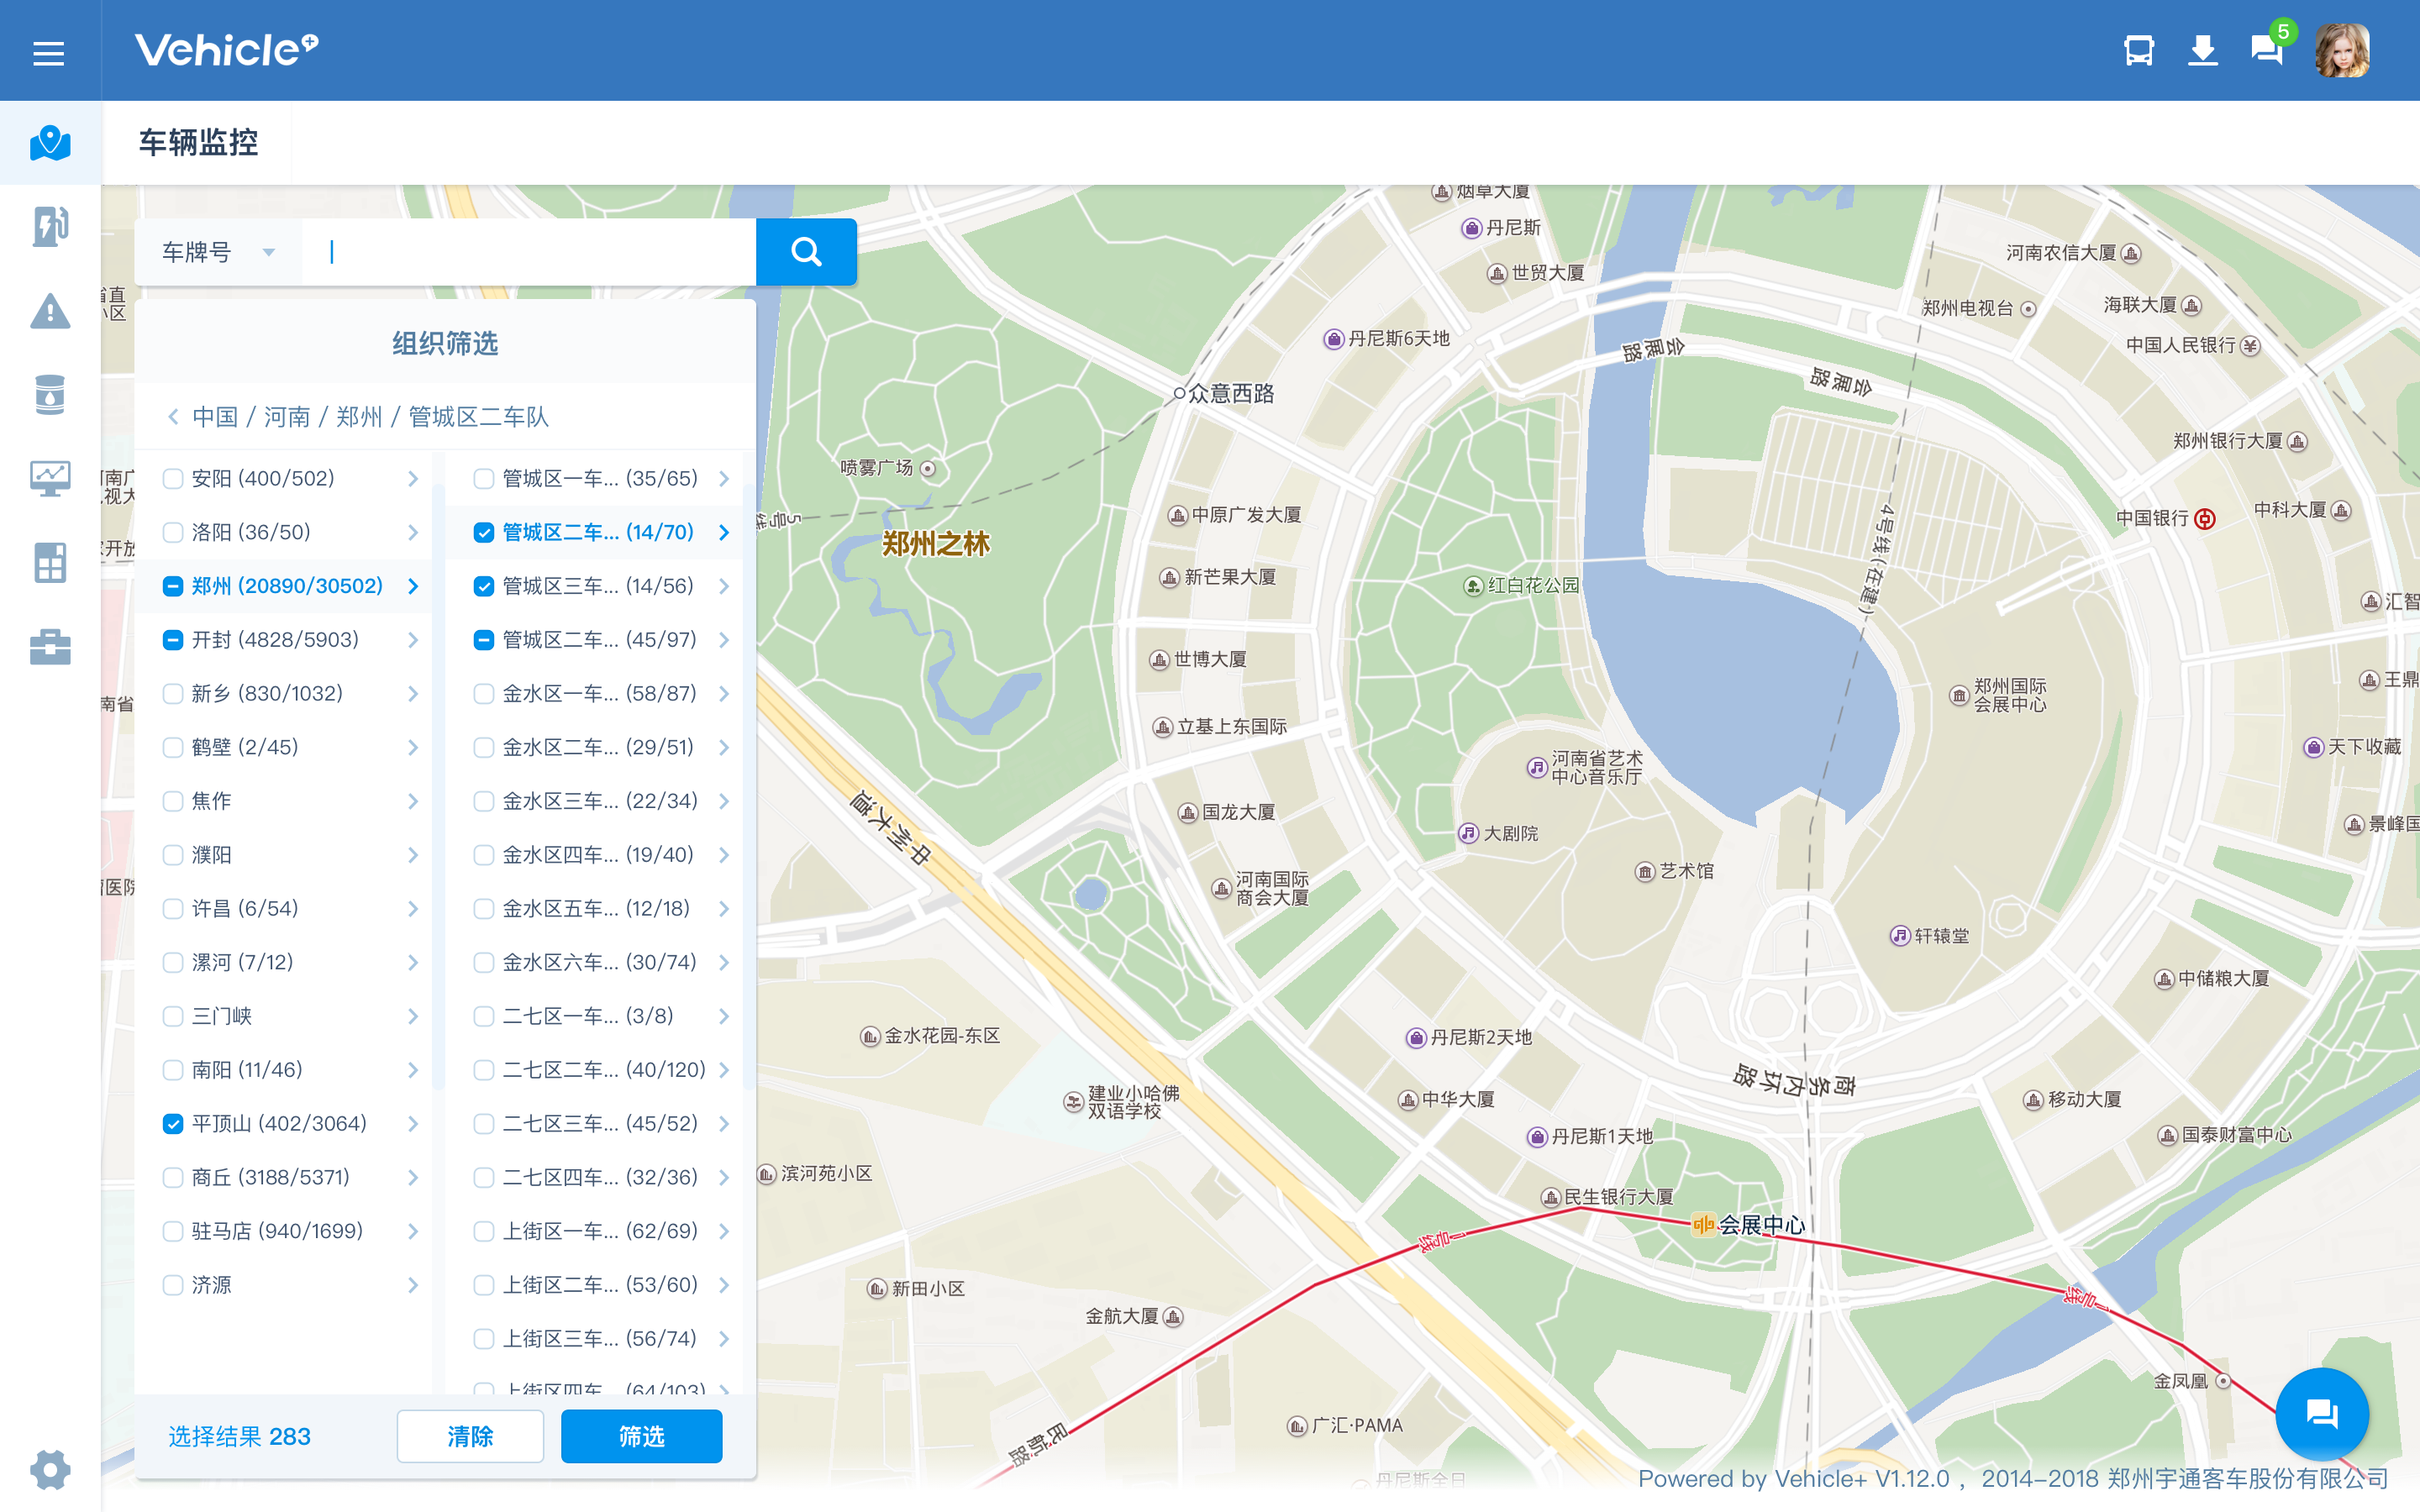 Vehicle+
5
车辆监控
车牌号
组织筛选
中国 / 河南 / 郑州 / 管城区二车队
安阳 (400/502)
洛阳 (36/50)
郑州 (20890/30502)
开封 (4828/5903)
新乡 (830/1032)
鹤壁 (2/45)
焦作
濮阳
许昌 (6/54)
漯河 (7/12)
三门峡
南阳 (11/46)
平顶山 (402/3064)
商丘 (3188/5371)
驻马店 (940/1699)
济源
管城区一车... (35/65)
管城区二车... (14/70)
管城区三车... (14/56)
管城区二车... (45/97)
金水区一车... (58/87)
金水区二车... (29/51)
金水区三车... (22/34)
金水区四车... (19/40)
金水区五车... (12/18)
金水区六车... (30/74)
二七区一车... (3/8)
二七区二车... (40/120)
二七区三车... (45/52)
二七区四车... (32/36)
上街区一车... (62/69)
上街区二车... (53/60)
上街区三车... (56/74)
上街区四车... (64/103)
选择结果 283
清除
筛选
烟草大厦
丹尼斯
世贸大厦
河南农信大厦
郑州电视台
海联大厦
中国人民银行
丹尼斯6天地
会展路
会展路
众意西路
郑州银行大厦
喷雾广场
中原广发大厦
5号线
4号线(在建)
中国银行
中科大厦
郑州之林
新芒果大厦
红白花公园
汇智
世博大厦
郑州国际
会展中心
王鼎
立基上东国际
天下收藏
河南省艺术
中心音乐厅
中州大道
国龙大厦
大剧院
景峰国
艺术馆
河南国际
商会大厦
轩辕堂
中储粮大厦
金水花园-东区
丹尼斯2天地
商务内环路
建业小哈佛
双语学校
中华大厦
移动大厦
丹尼斯1天地
国泰财富中心
滨河苑小区
民生银行大厦
会展中心
1号线
新田小区
1号线
金航大厦
金凤凰
广汇·PAMA
民航路
丹尼斯全日
省直
小区
南省
Powered by Vehicle+ V1.12.0 ，2014-2018 郑州宇通客车股份有限公司